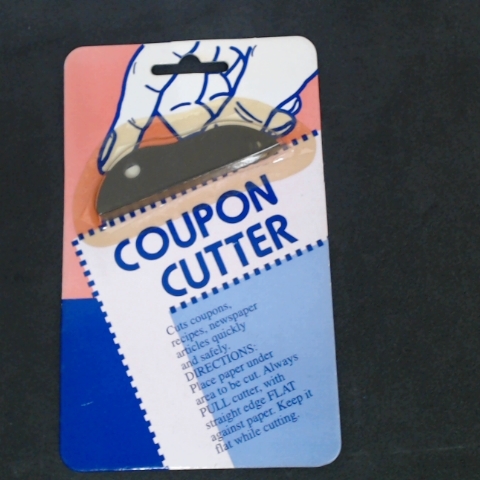 COUPON
CUTTER
Cuts coupons,
recipes, newspaper
articles quickly
and safely.
DIRECTIONS:
Place paper under
area to be cut. Always
PULL cutter, with
straight edge FLAT
against paper. Keep it
flat while cutting.